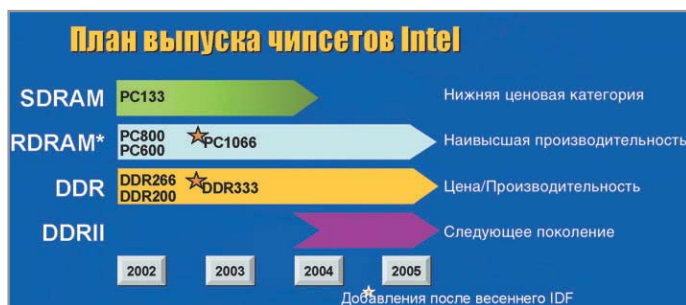 План выпуска чипсетов Intel
SDRAM PC133 Нижняя ценовая категория
RDRAM* PC800 PC1066 Наивысшая производительность
PC600
DDR DDR266 DDR333 Цена/Производительность
DDR200
DDRII Следующее поколение
2002 2003 2004 2005
Добавления после весеннего IDF